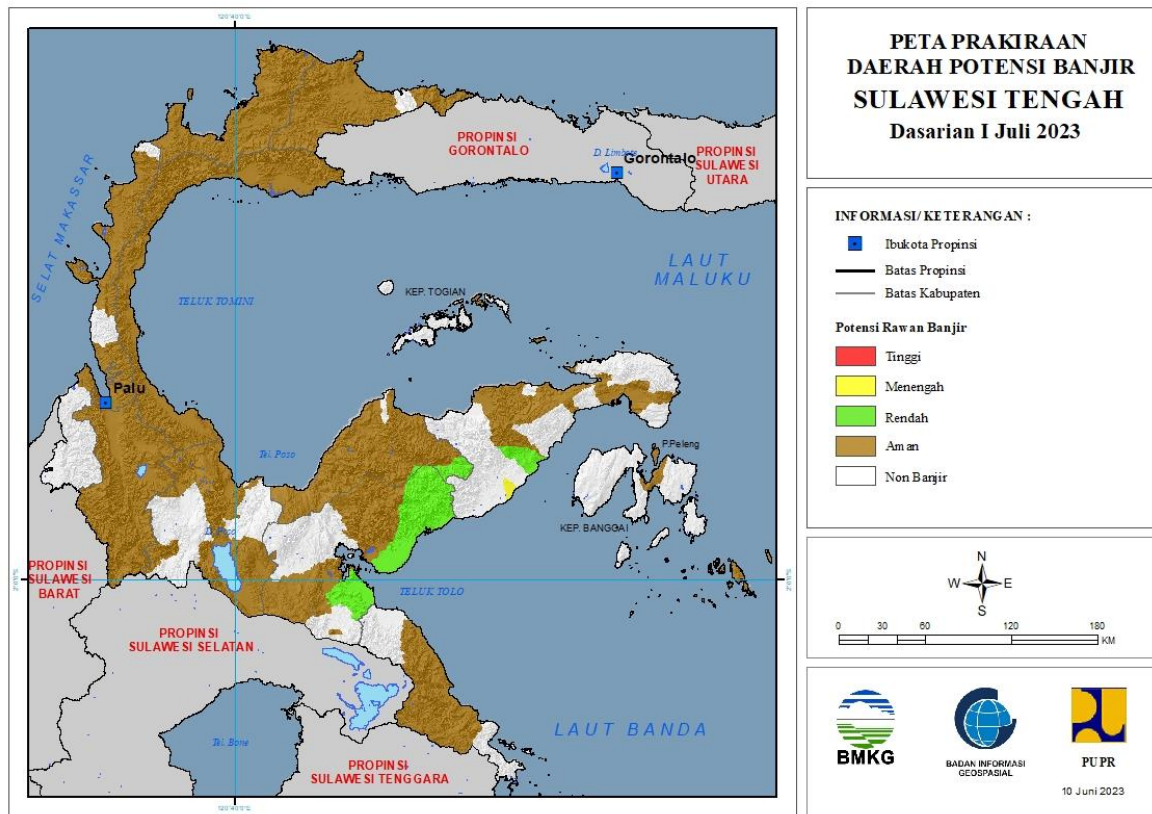 PETA PRAKIRAAN
DAERAH POTENSI BANJIR
SULAWESI TENGAH
Dasarian I Juli 2023
INFORMASI/ KETERANGAN :
Ibukota Propinsi
Batas Propinsi
Batas Kabupaten
Potensi Rawan Banjir
Tinggi
Menengah
Rendah
Aman
Non Banjir
N
W E
S
0 30 60 120 180
KM
BMKG
BADAN INFORMASI
GEOSPASIAL
PUPR
10 Juni 2023
PROPINSI
GORONTALO
D. Limboto
Gorontalo
PROPINSI
SULAWESI
UTARA
SELAT MAKASSAR
LAUT
MALUKU
TELUK TOMINI
KEP. TOGIAN
Palu
Tel. Poso
P.Peleng
KEP. BANGGAI
D. Poso
PROPINSI
SULAWESI
BARAT
TELUK TOLO
PROPINSI
SULAWESI SELATAN
LAUT BANDA
Tel. Bone
PROPINSI
SULAWESI TENGGARA